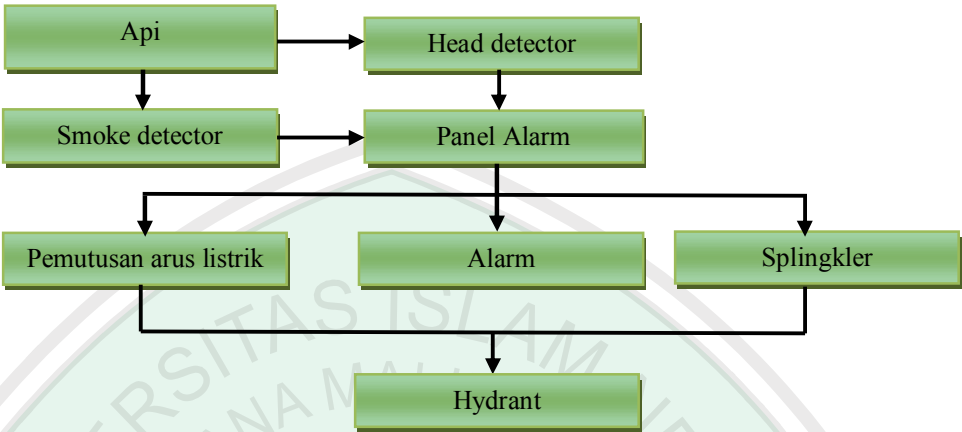 Api
Head detector
Smoke detector
Panel Alarm
Pemutusan arus listrik
Alarm
Splingkler
Hydrant